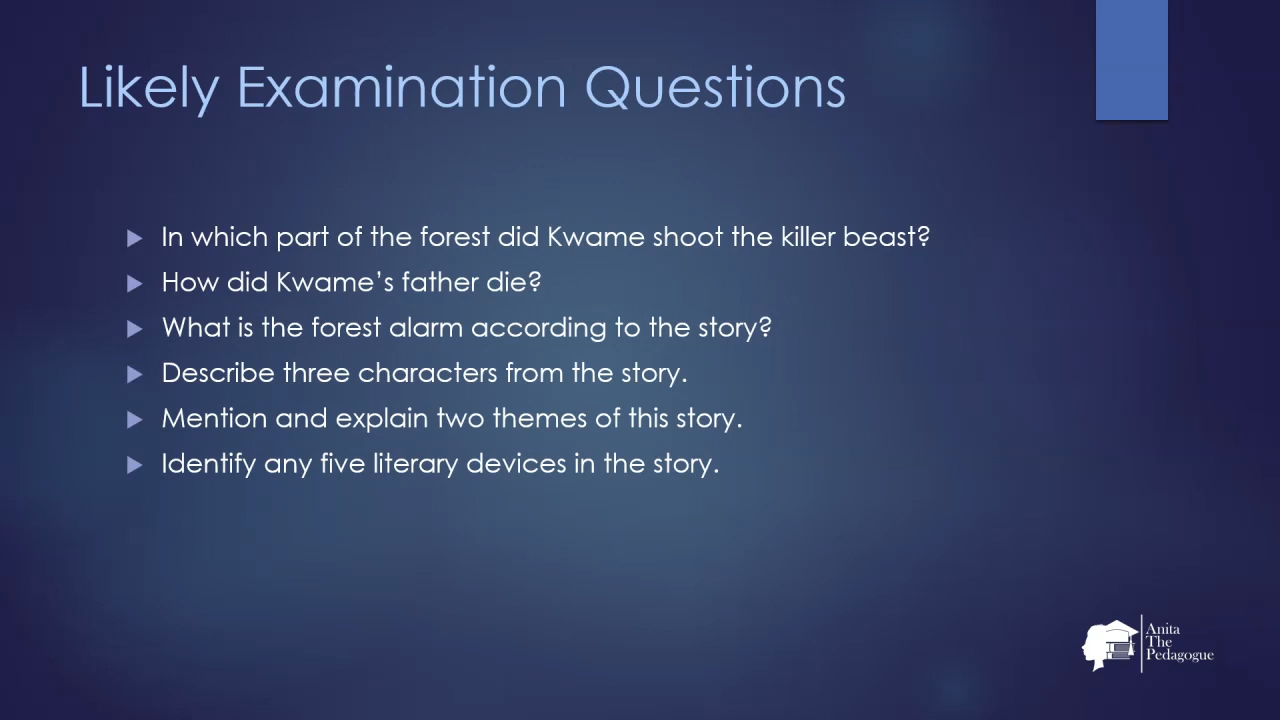 Likely Examination Questions
In which part of the forest did Kwame shoot the killer beast?
How did Kwame’s father die?
What is the forest alarm according to the story?
Describe three characters from the story.
Mention and explain two themes of this story.
Identify any five literary devices in the story.
Anita
The
Pedagogue